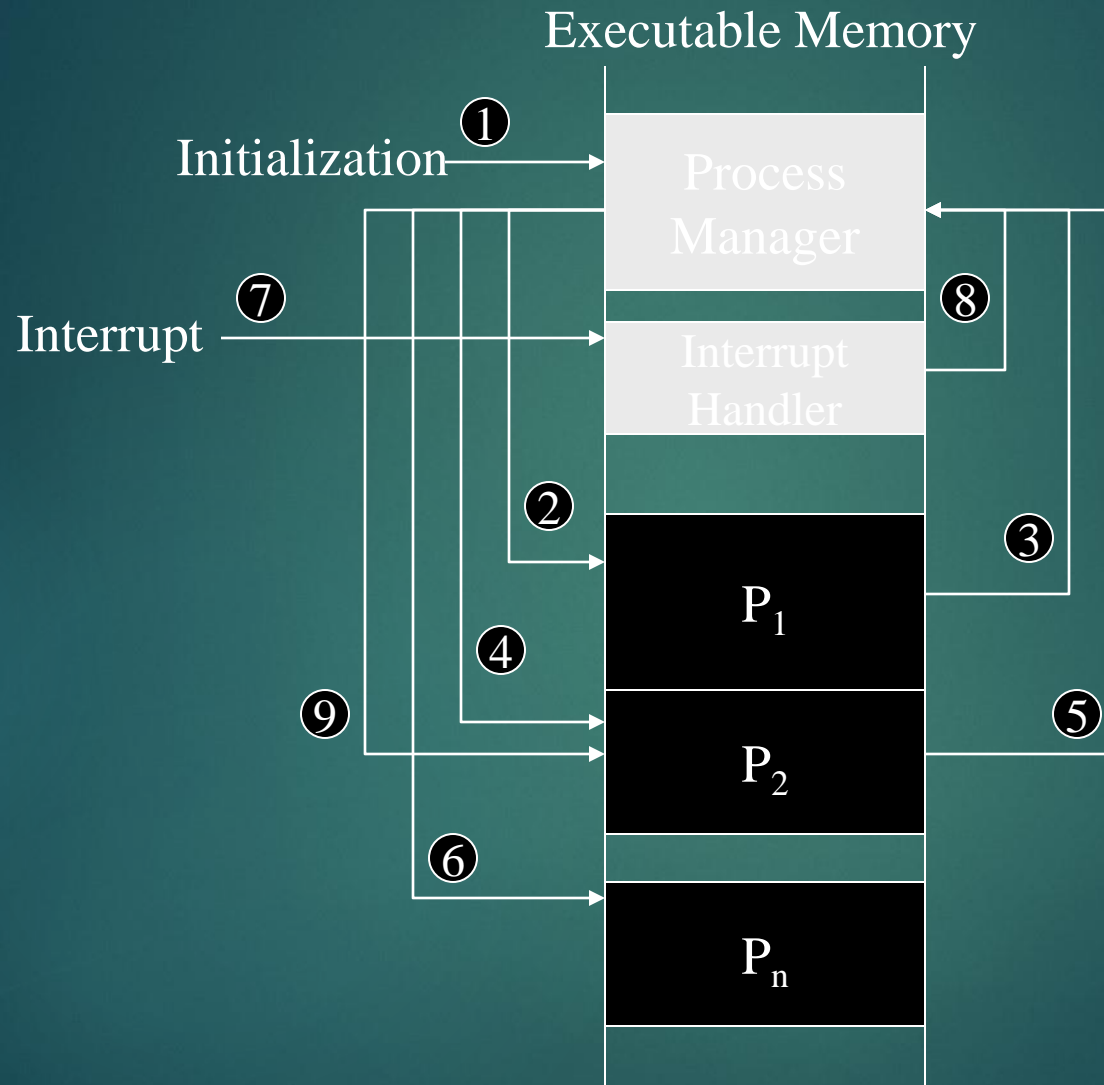 Executable Memory
1
Initialization
Process
Manager
7
8
Interrupt
Interrupt
Handler
2
3
P1
4
9
5
P2
6
Pn